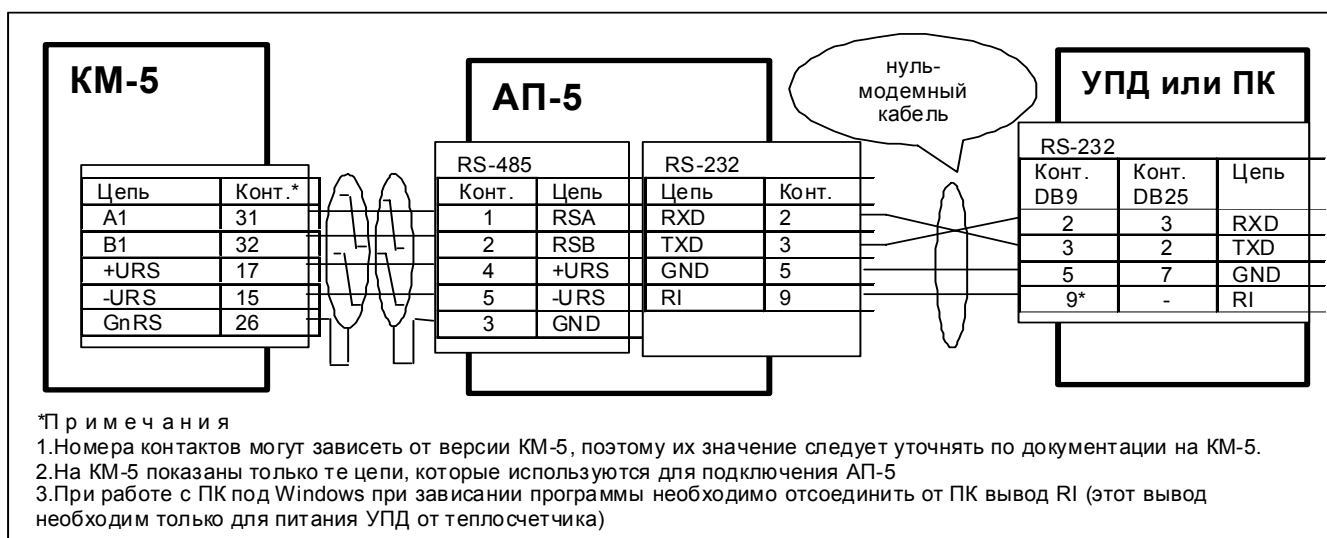 КМ-5
АП-5
нуль-
модемный
кабель
УПД или ПК
Цепь Конт.*
A1 31
B1 32
+URS 17
-URS 15
GnRS 26
RS-485
Конт. Цепь
1 RSA
2 RSB
4 +URS
5 -URS
3 GND
RS-232
Цепь Конт.
RXD 2
TXD 3
GND 5
RI 9
RS-232
Конт. DB9 Конт. DB25 Цепь
2 3 RXD
3 2 TXD
5 7 GND
9* - RI
*П р и м е ч а н и я
1.Номера контактов могут зависеть от версии КМ-5, поэтому их значение следует уточнять по документации на КМ-5.
2.На КМ-5 показаны только те цепи, которые используются для подключения АП-5
3.При работе с ПК под Windows при зависании программы необходимо отсоединить от ПК вывод RI (этот вывод
необходим только для питания УПД от теплосчетчика)